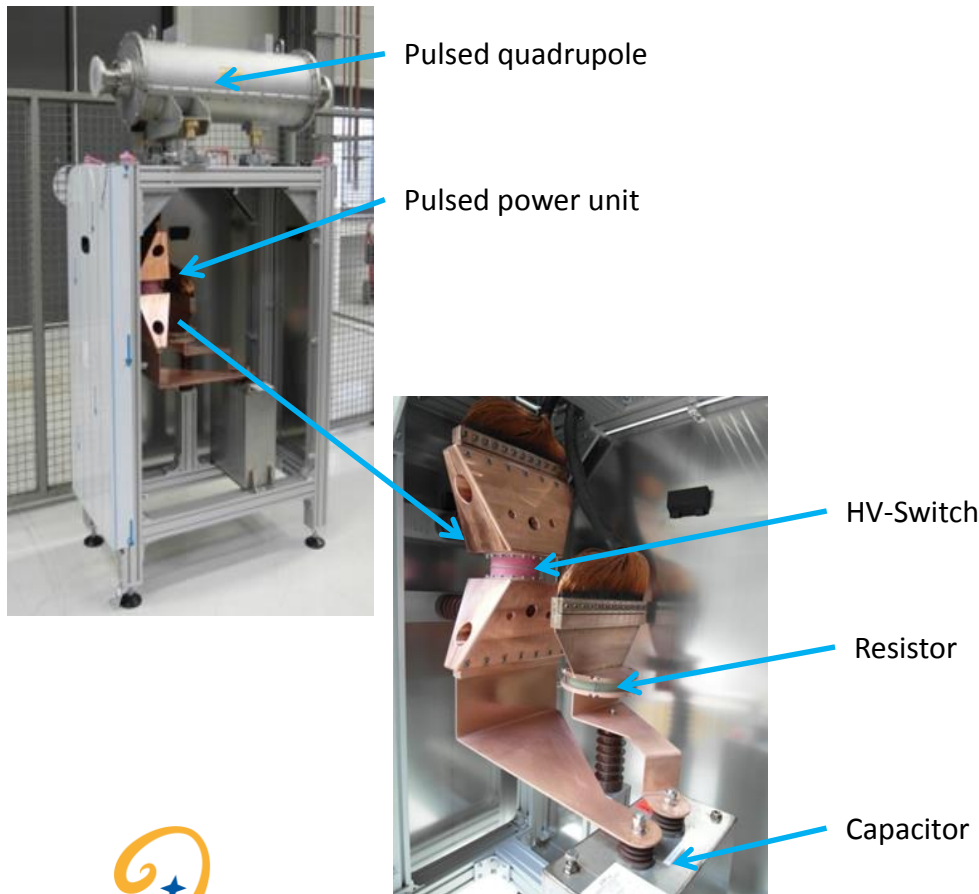 Pulsed quadrupole
Pulsed power unit
HV-Switch
Resistor
Capacitor